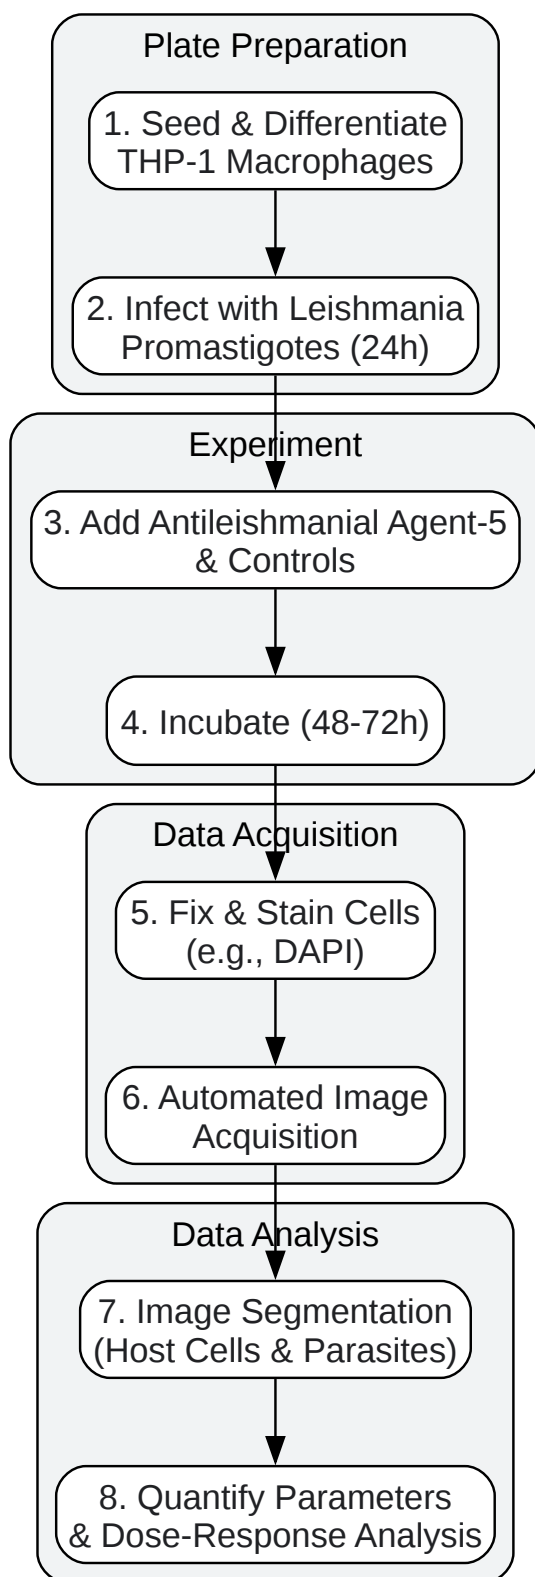 Plate Preparation
1. Seed & Differentiate
THP-1 Macrophages
2. Infect with Leishmania
Promastigotes (24h)
Experiment
3. Add Antileishmanial Agent-5
& Controls
4. Incubate (48-72h)
Data Acquisition
5. Fix & Stain Cells
(e.g., DAPI)
6. Automated Image
Acquisition
Data Analysis
7. Image Segmentation
(Host Cells & Parasites)
8. Quantify Parameters
& Dose-Response Analysis